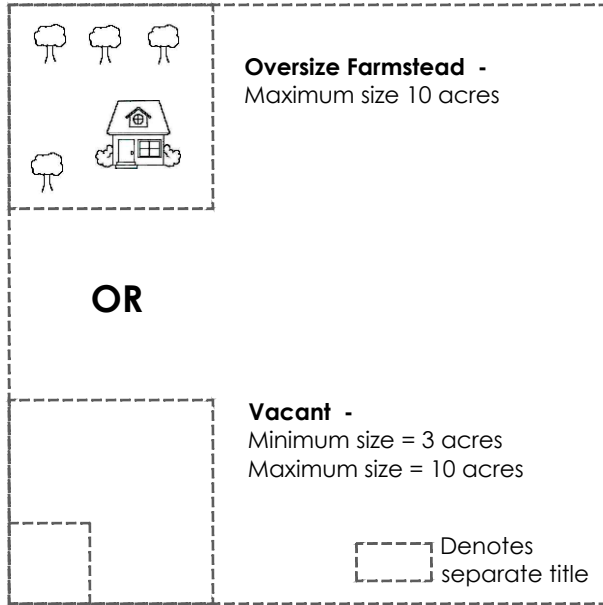 Oversize Farmstead -
Maximum size 10 acres
OR
Vacant -
Minimum size = 3 acres
Maximum size = 10 acres
Denotes
separate title